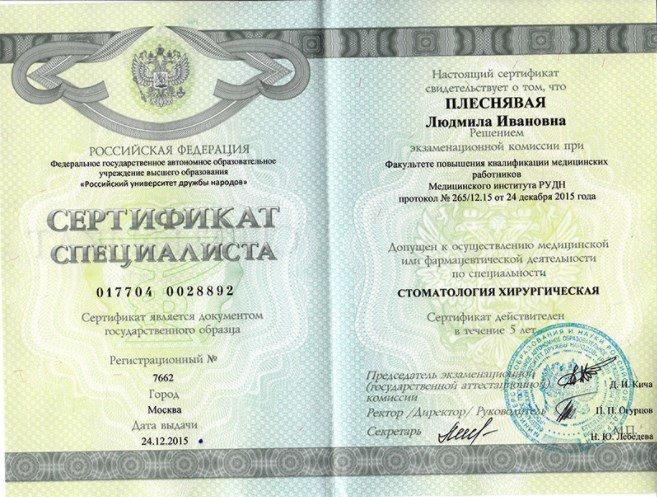 РОССИЙСКАЯ ФЕДЕРАЦИЯ
Федеральное государственное автономное образовательное
учреждение высшего образования
«Российский университет дружбы народов»
СЕРТИФИКАТ
СПЕЦИАЛИСТА
017704 0028892
Сертификат является документом
государственного образца
Регистрационный №
7662
Город
Москва
Дата выдачи
24.12.2015
Настоящий сертификат
свидетельствует о том, что
ПЛЕСНЯВАЯ
Людмила Ивановна
Решением
экзаменационной комиссии при
Факультете повышения квалификации медицинских
работников
Медицинского института РУДН
протокол № 265/12.15 от 24 декабря 2015 года
Допущен к осуществлению медицинской
или фармацевтической деятельности
по специальности
СТОМАТОЛОГИЯ ХИРУРГИЧЕСКАЯ
Сертификат действителен
в течение 5 лет.
Председатель экзаменационной
(государственной аттестационной)
комиссии
Д. И. Кича
Ректор /Директор/ Руководитель
П. П. Огурцов
Секретарь
М.П.
Н. Ю. Лебедева